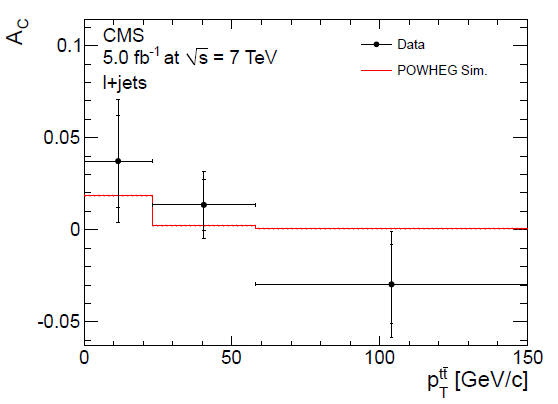 A_C
CMS
5.0 fb⁻¹ at √s = 7 TeV
l+jets
Data
POWHEG Sim.
0.1
0.05
0
-0.05
0 50 100 150
p_T^{tt̄} [GeV/c]